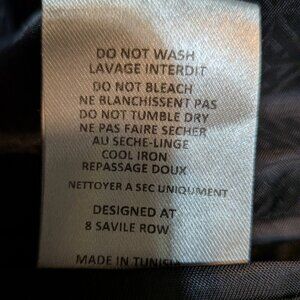 DO NOT WASH
LAVAGE INTERDIT
DO NOT BLEACH
NE BLANCHISSENT PAS
DO NOT TUMBLE DRY
NE PAS FAIRE SECHER
AU SECHE-LINGE
COOL IRON
REPASSAGE DOUX
NETTOYER A SEC UNIQUMENT
DESIGNED AT
8 SAVILE ROW
MADE IN TUNISIA